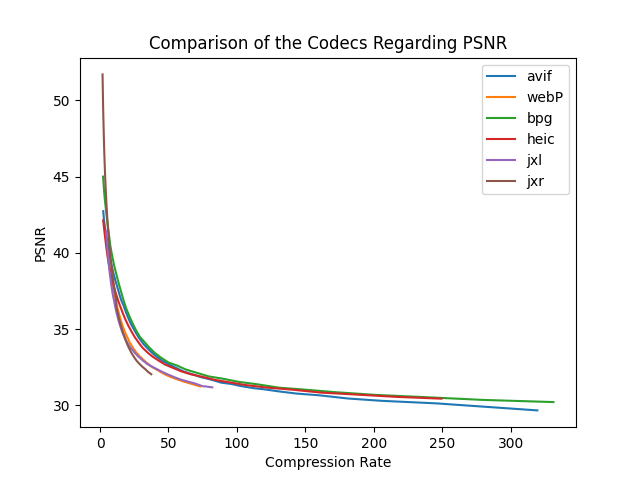 Comparison of the Codecs Regarding PSNR
avif
webP
bpg
heic
jxl
jxr
PSNR
50
45
40
35
30
0 50 100 150 200 250 300
Compression Rate